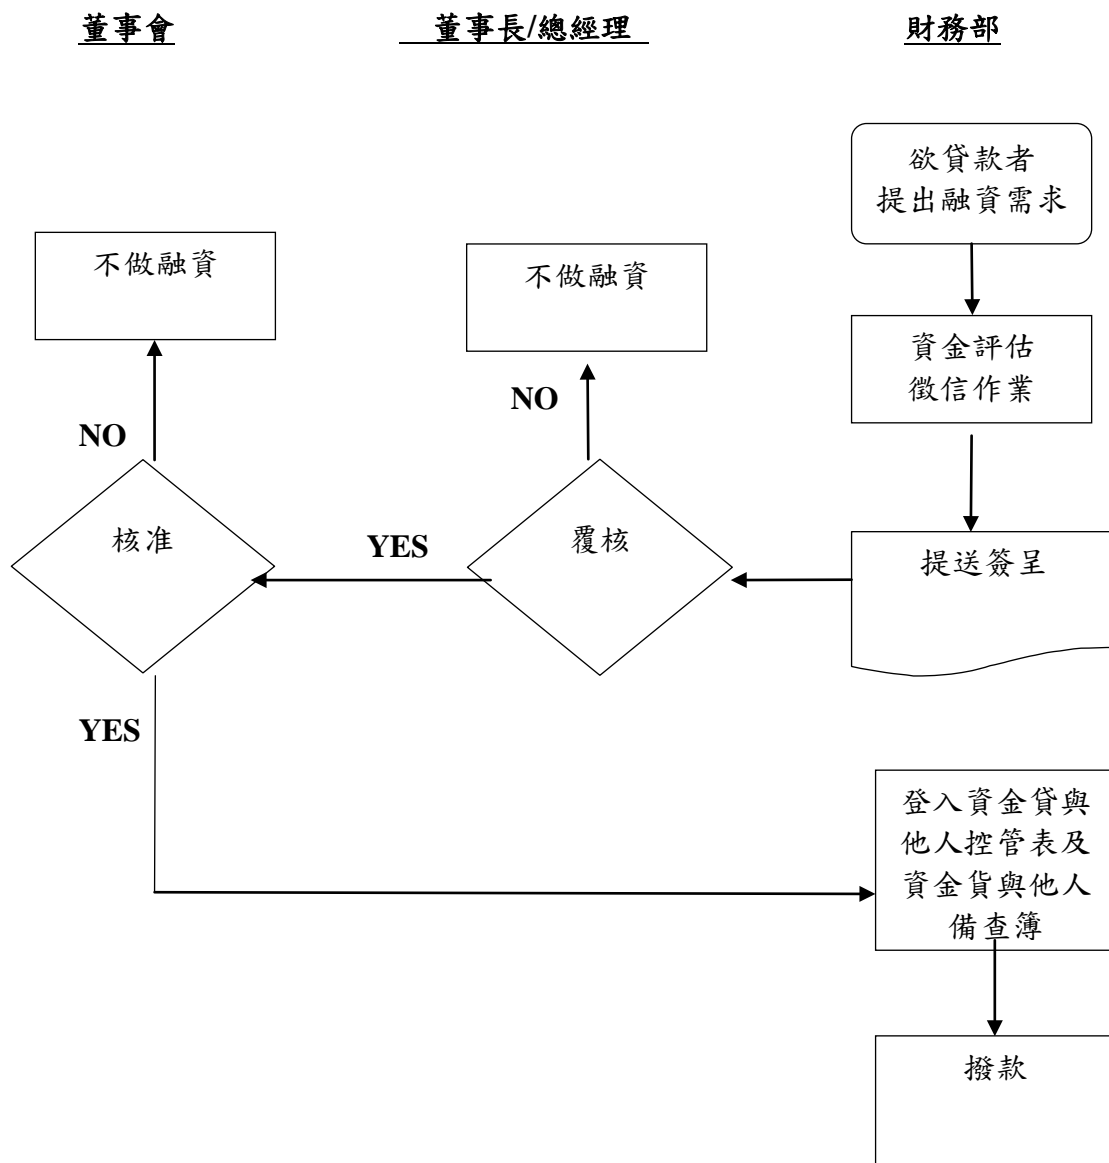 董事會
董事長/總經理
財務部
欲貸款者
提出融資需求
不做融資
不做融資
資金評估
徵信作業
NO
NO
核准
YES
覆核
提送簽呈
YES
登入資金貸與
他人控管表及
資金貨與他人
備查簿
撥款